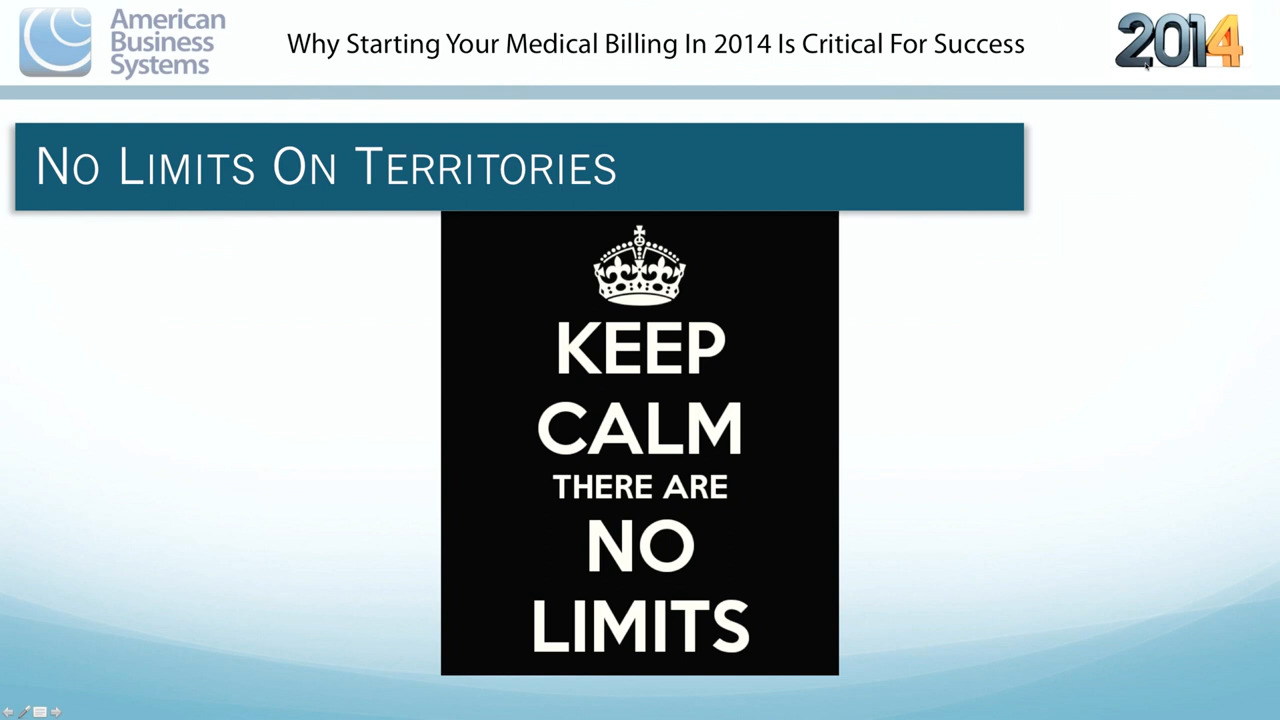 American
Business
Systems
Why Starting Your Medical Billing In 2014 Is Critical For Success
2014
NO LIMITS ON TERRITORIES
KEEP
CALM
THERE ARE
NO
LIMITS